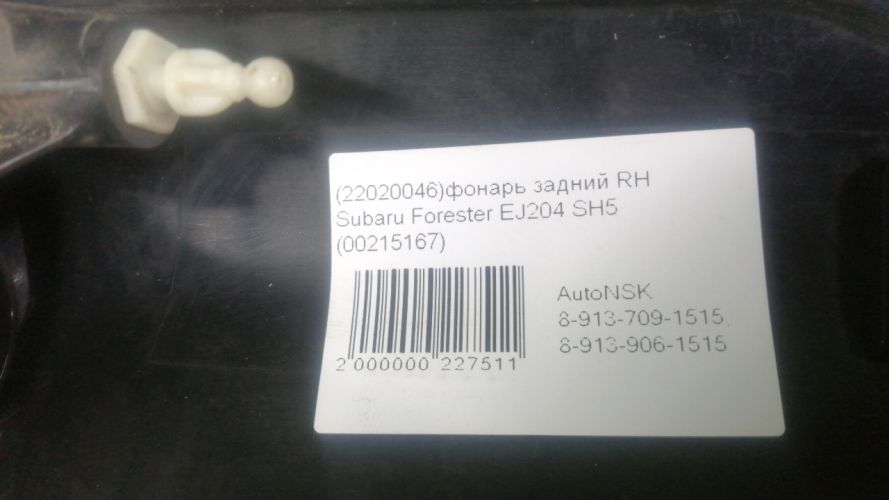 (22020046)фонарь задний RH
Subaru Forester EJ204 SH5
(00215167)
2 000000 227511
AutoNSK
8-913-709-1515,
8-913-906-1515